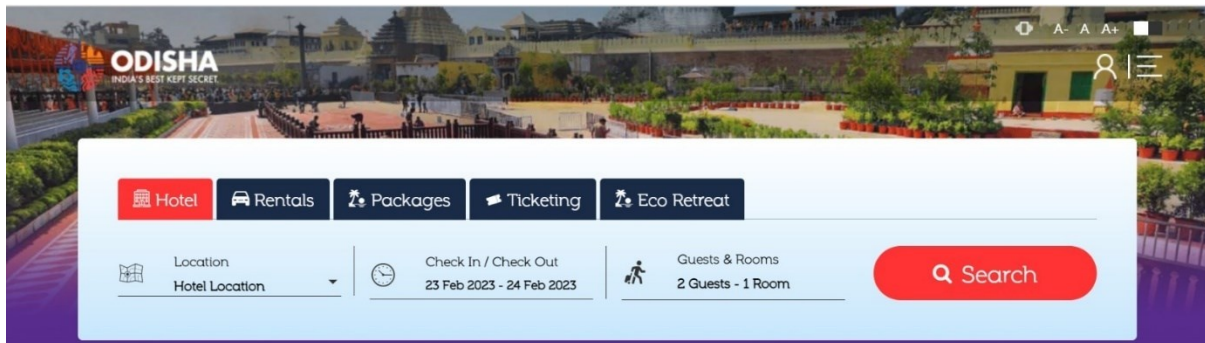 A- A A+
ODISHA
INDIA'S BEST KEPT SECRET
Hotel
Rentals
Packages
Ticketing
Eco Retreat
Location
Hotel Location
Check In / Check Out
23 Feb 2023 - 24 Feb 2023
Guests & Rooms
2 Guests - 1 Room
Search